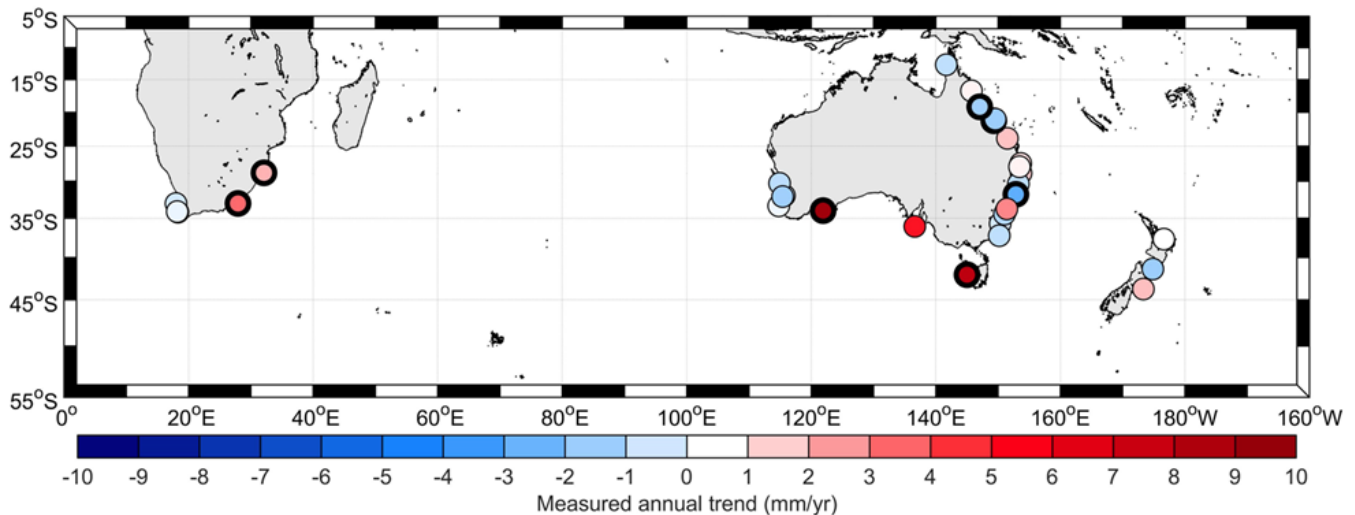 5°S
15°S
25°S
35°S
45°S
55°S
0° 20°E 40°E 60°E 80°E 100°E 120°E 140°E 160°E 180°W 160°W
-10 -9 -8 -7 -6 -5 -4 -3 -2 -1 0 1 2 3 4 5 6 7 8 9 10
Measured annual trend (mm/yr)